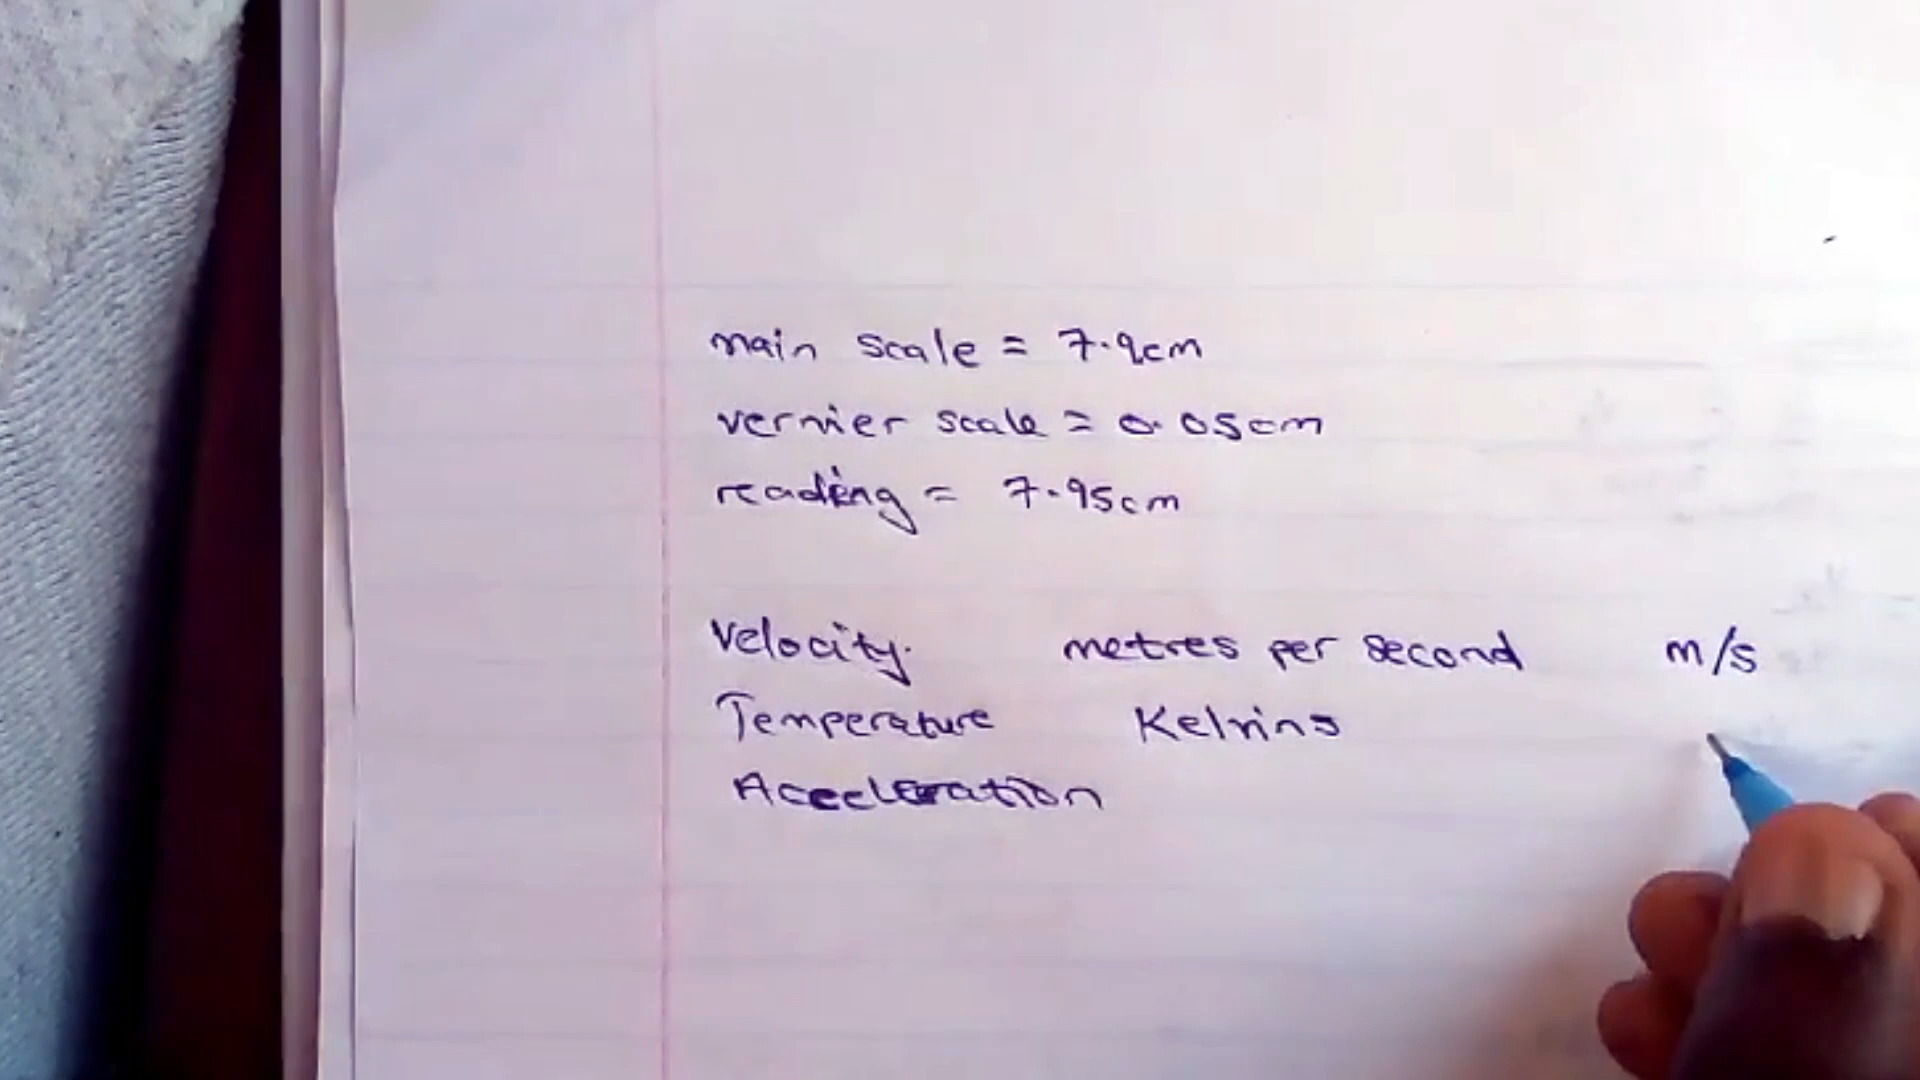 main scale = 7.9cm
vernier scale = 0.05cm
reading = 7.95cm
Velocity. metres per second m/s
Temperature Kelvins
Acceleration